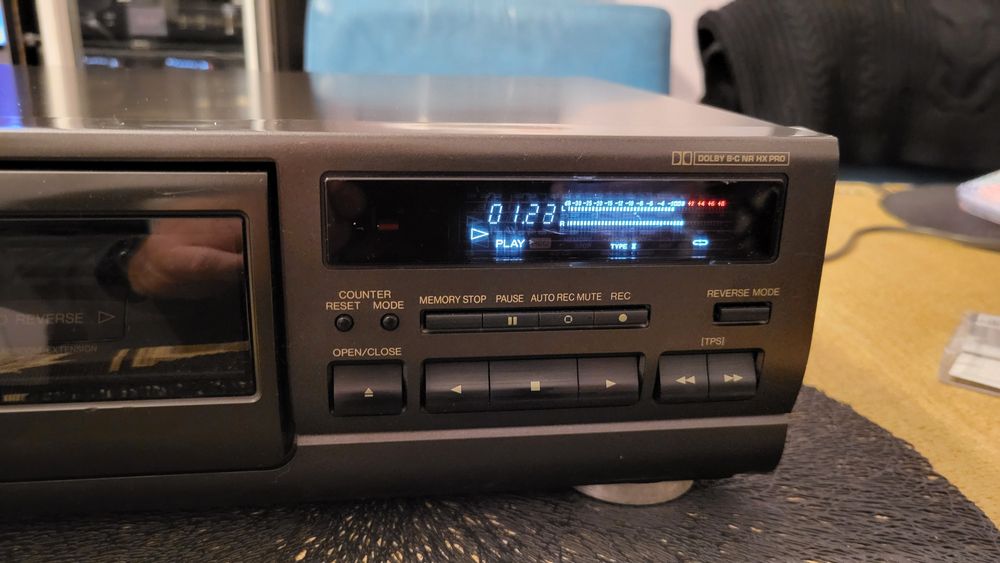 DOLBY B-C NR HX PRO
01.23
L
R
PLAY
TYPE II
COUNTER
RESET MODE
MEMORY STOP PAUSE AUTO REC MUTE REC
REVERSE MODE
OPEN/CLOSE
[TPS]
REVERSE